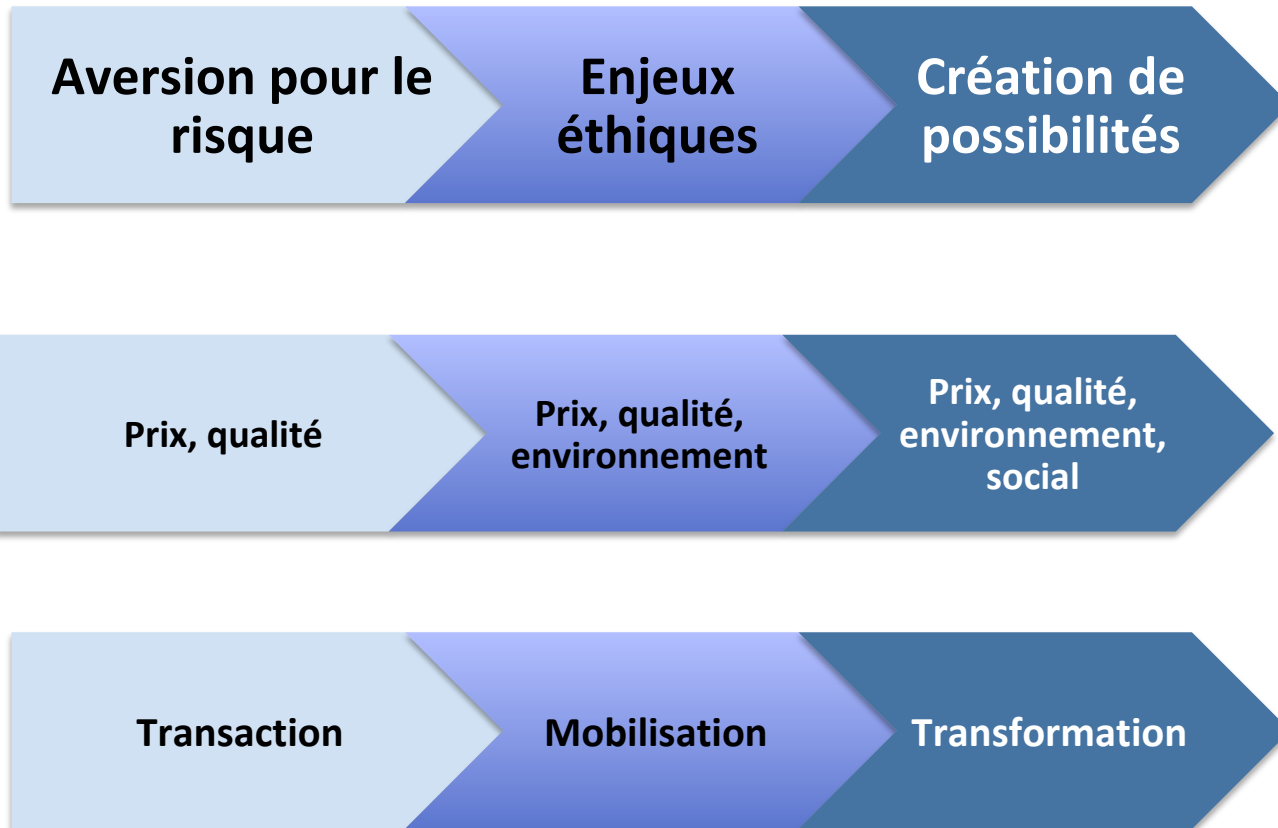 Aversion pour le
risque
Enjeux
éthiques
Création de
possibilités
Prix, qualité
Prix, qualité,
environnement
Prix, qualité,
environnement,
social
Transaction
Mobilisation
Transformation